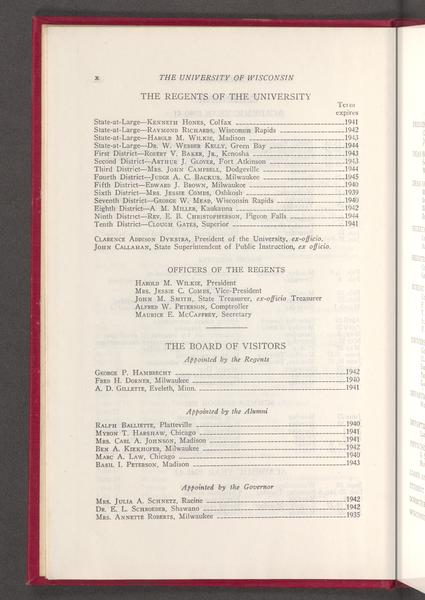 x THE UNIVERSITY OF WISCONSIN
THE REGENTS OF THE UNIVERSITY
Term
expires
State-at-Large—KENNETH HONES, Colfax 1941
State-at-Large—RAYMOND RICHARDS, Wisconsin Rapids 1942
State-at-Large—HAROLD M. WILKIE, Madison 1943
State-at-Large—DR. W. WEBBER KELLY, Green Bay 1944
First District—ROBERT V. BAKER, JR., Kenosha 1943
Second District—ARTHUR J. GLOVER, Fort Atkinson 1943
Third District—MRS. JOHN CAMPBELL, Dodgeville 1944
Fourth District—JUDGE A. C. BACKUS, Milwaukee 1945
Fifth District—EDWARD J. BROWN, Milwaukee 1940
Sixth District—MRS. JESSIE COMBS, Oshkosh 1939
Seventh District—GEORGE W. MEAD, Wisconsin Rapids 1940
Eighth District—A. M. MILLER, Kaukauna 1942
Ninth District—REV. E. B. CHRISTOPHERSON, Pigeon Falls 1944
Tenth District—CLOUGH GATES, Superior 1941
CLARENCE ADDISON DYKSTRA, President of the University, ex-officio.
JOHN CALLAHAN, State Superintendent of Public Instruction, ex officio.
OFFICERS OF THE REGENTS
HAROLD M. WILKIE, President
MRS. JESSIE C. COMBS, Vice-President
JOHN M. SMITH, State Treasurer, ex-officio Treasurer
ALFRED W. PETERSON, Comptroller
MAURICE E. MCCAFFREY, Secretary
THE BOARD OF VISITORS
Appointed by the Regents
GEORGE P. HAMBRECHT 1942
FRED H. DORNER, Milwaukee 1940
A. D. GILLETTE, Eveleth, Minn. 1941
Appointed by the Alumni
RALPH BALLIETTE, Platteville 1940
MYRON T. HARSHAW, Chicago 1941
MRS. CARL A. JOHNSON, Madison 1941
BEN A. KIEKHOFER, Milwaukee 1942
MARC A. LAW, Chicago 1940
BASIL I. PETERSON, Madison 1943
Appointed by the Governor
MRS. JULIA A. SCHNETZ, Racine 1942
DR. E. L. SCHROEDER, Shawano 1942
MRS. ANNETTE ROBERTS, Milwaukee 1935